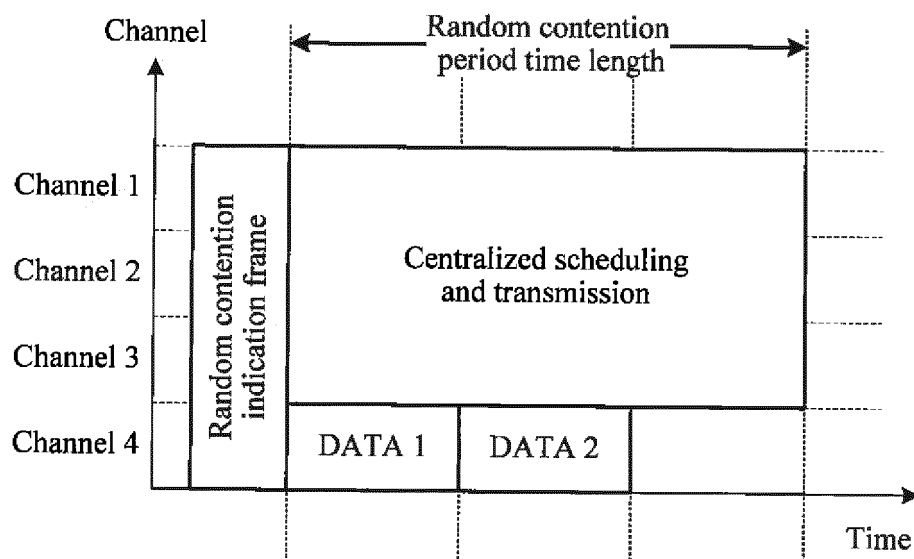 Channel
Random contention
period time length
Channel 1
Channel 2
Channel 3
Channel 4
Random contention
indication frame
Centralized scheduling
and transmission
DATA 1
DATA 2
Time